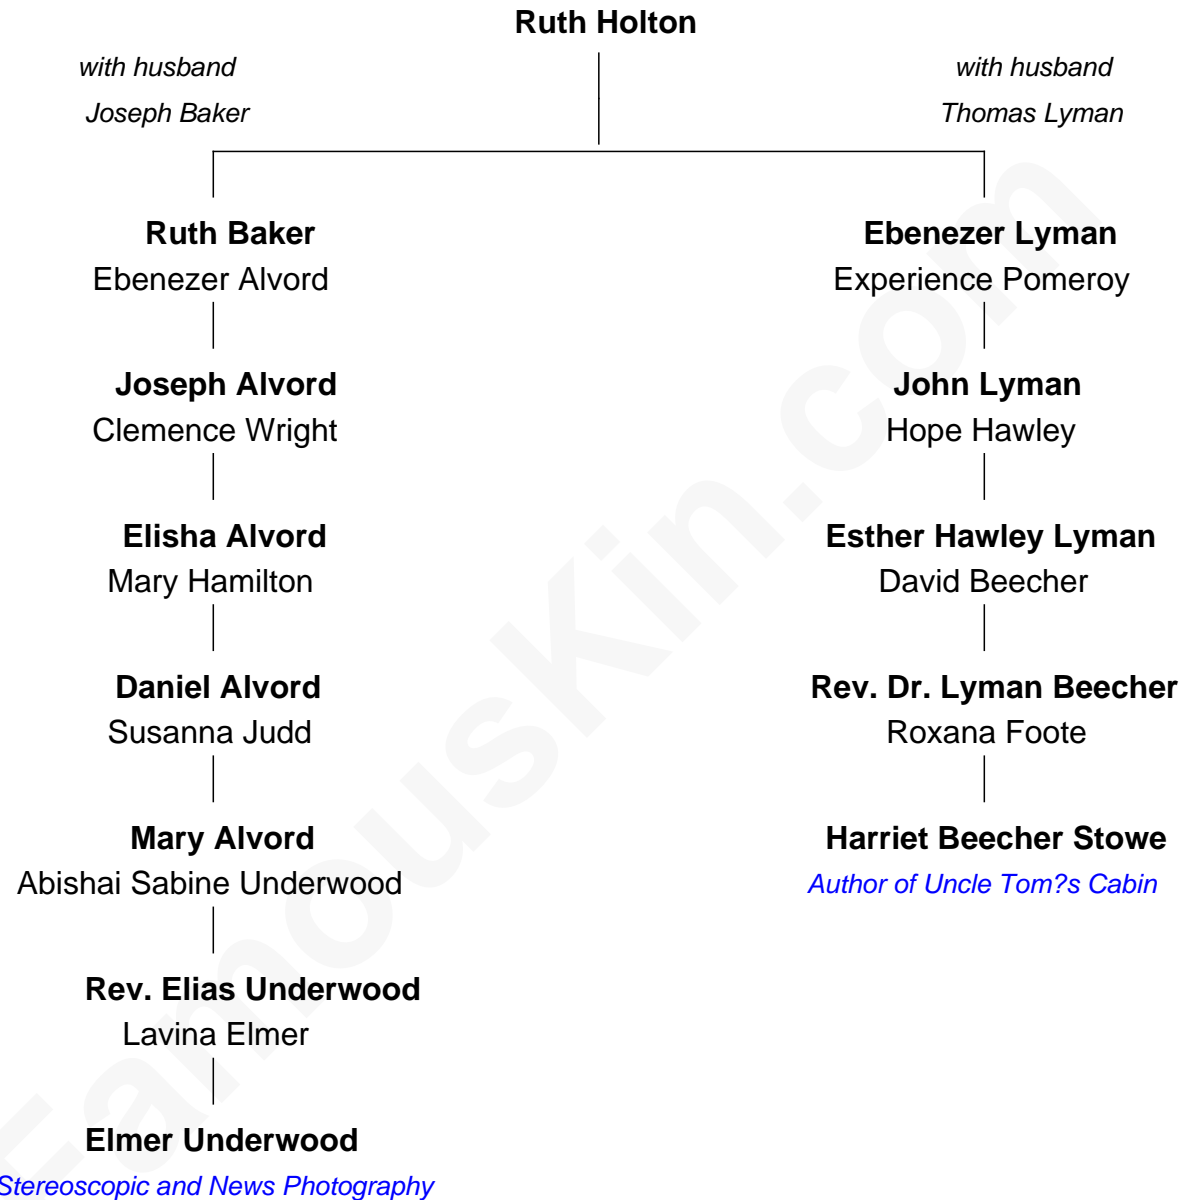 Ruth Holton
with husband
Joseph Baker
with husband
Thomas Lyman
Ruth Baker
Ebenezer Alvord
Joseph Alvord
Clemence Wright
Elisha Alvord
Mary Hamilton
Daniel Alvord
Susanna Judd
Mary Alvord
Abishai Sabine Underwood
Rev. Elias Underwood
Lavina Elmer
Elmer Underwood
Stereoscopic and News Photography
Ebenezer Lyman
Experience Pomeroy
John Lyman
Hope Hawley
Esther Hawley Lyman
David Beecher
Rev. Dr. Lyman Beecher
Roxana Foote
Harriet Beecher Stowe
Author of Uncle Tom?s Cabin
FamousKin.com